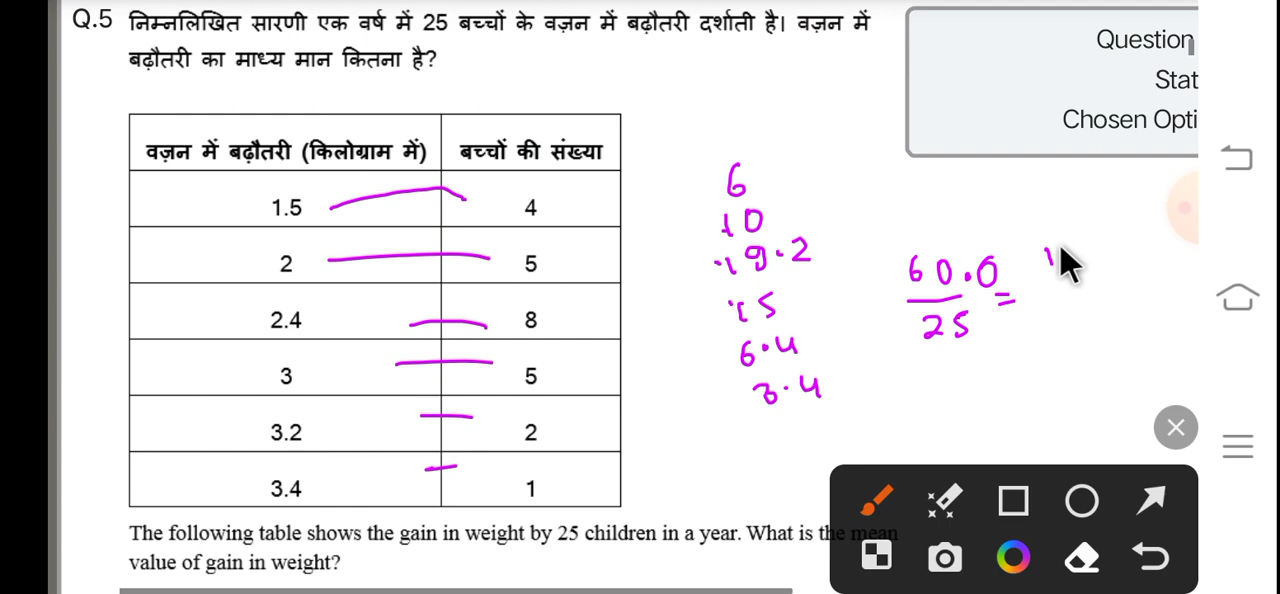 Q.5 निम्नलिखित सारणी एक वर्ष में 25 बच्चों के वज़न में बढ़ौतरी दर्शाती है। वज़न में
बढ़ौतरी का माध्य मान कितना है?
Question
Stat
Chosen Opti
वज़न में बढ़ौतरी (किलोग्राम में) बच्चों की संख्या
1.5 4
2 5
2.4 8
3 5
3.2 2
3.4 1
6
10
19.2
15
6.4
3.4
60.0
25
=
The following table shows the gain in weight by 25 children in a year. What is the mean
value of gain in weight?